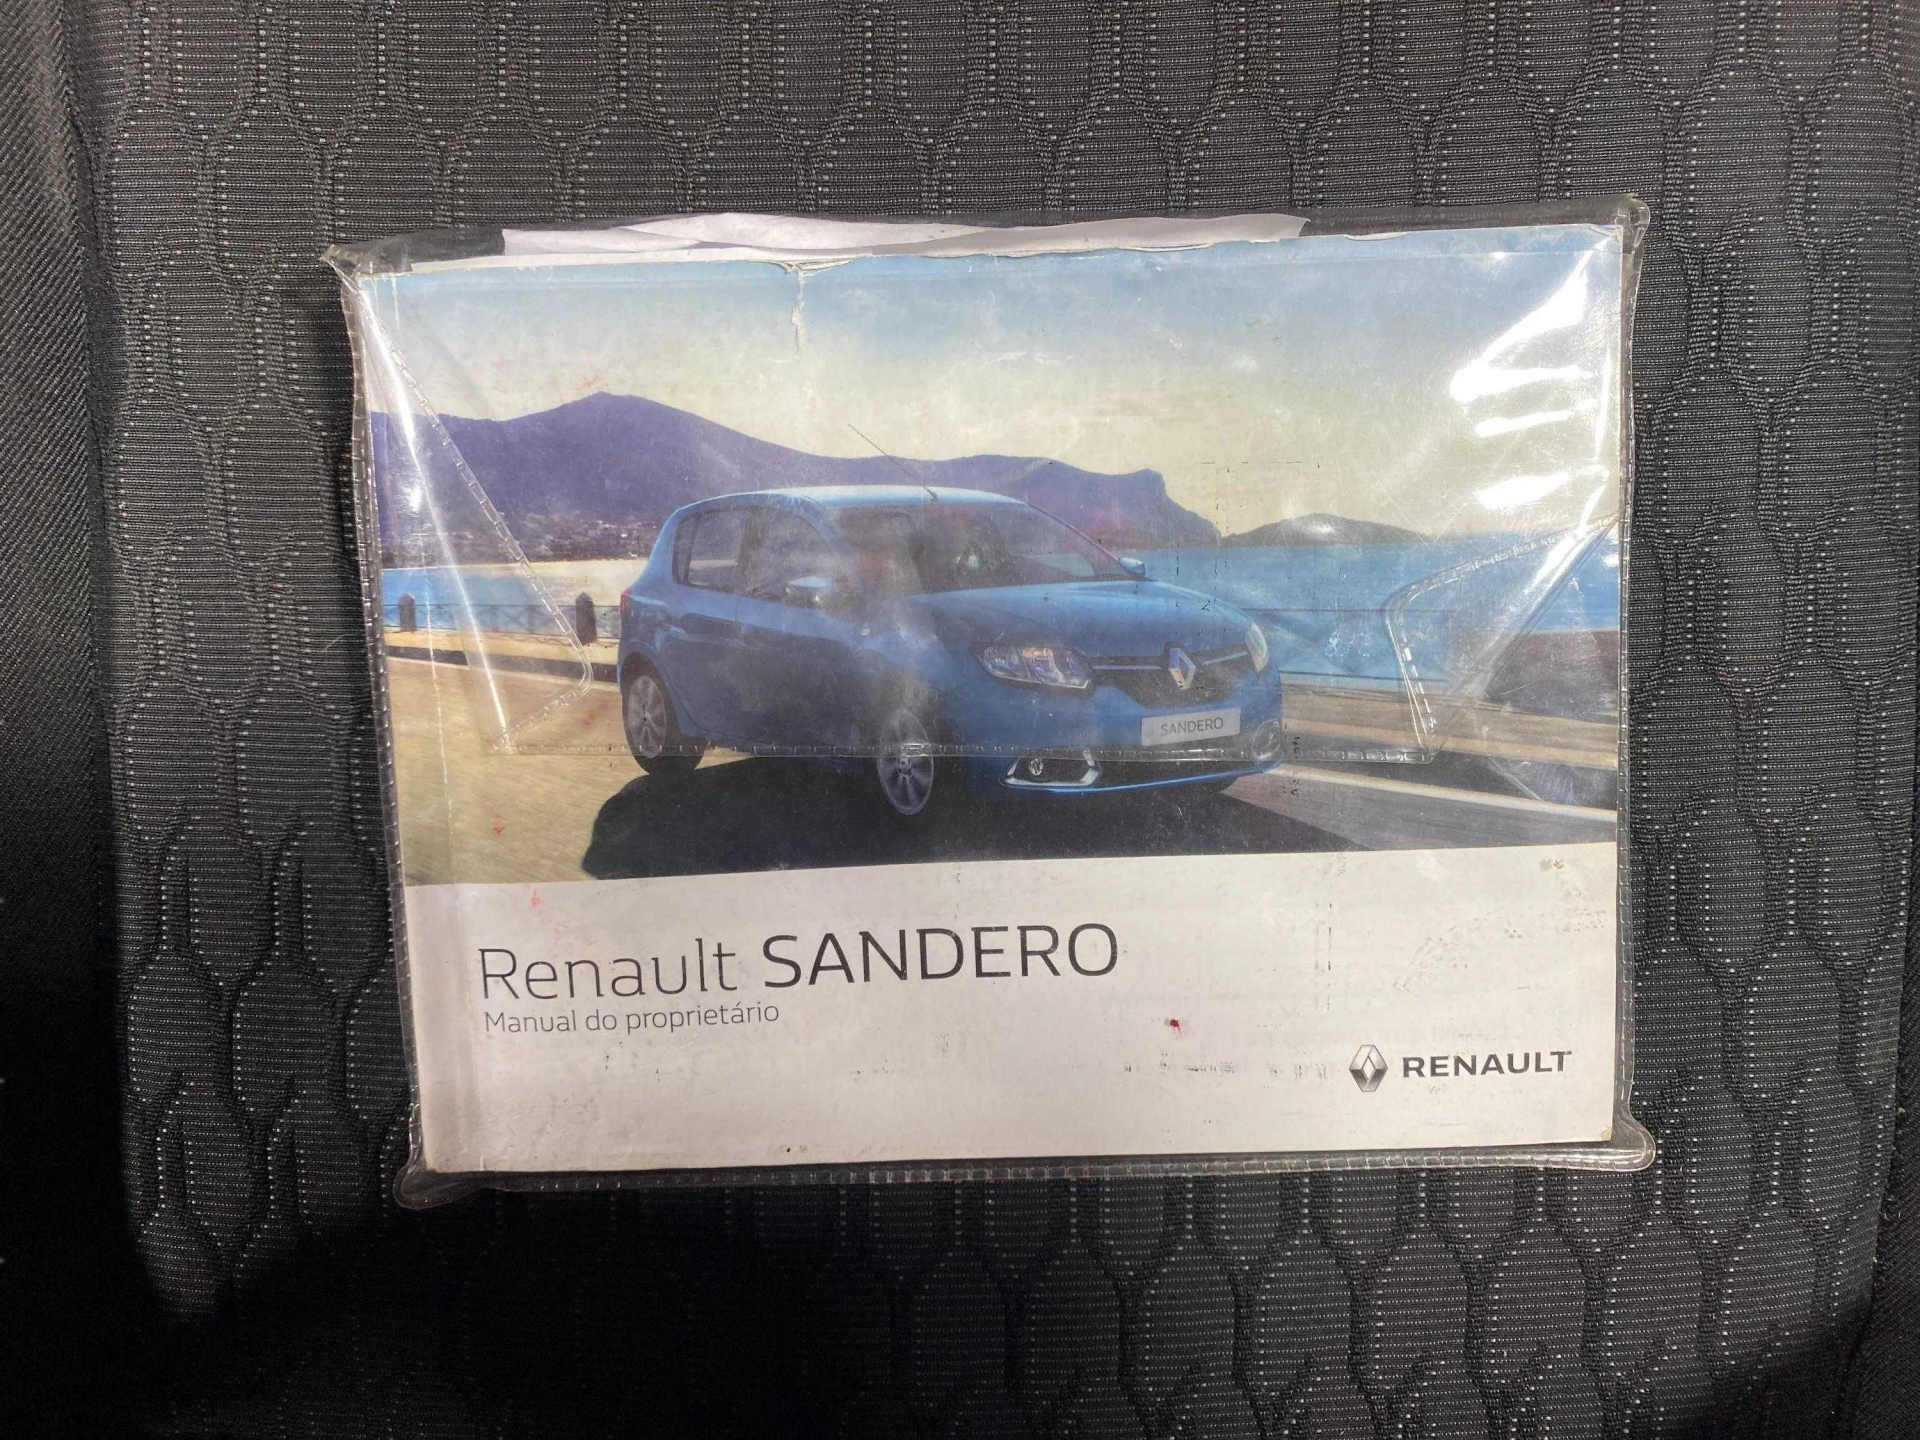 SANDERO
Renault SANDERO
Manual do proprietário
RENAULT